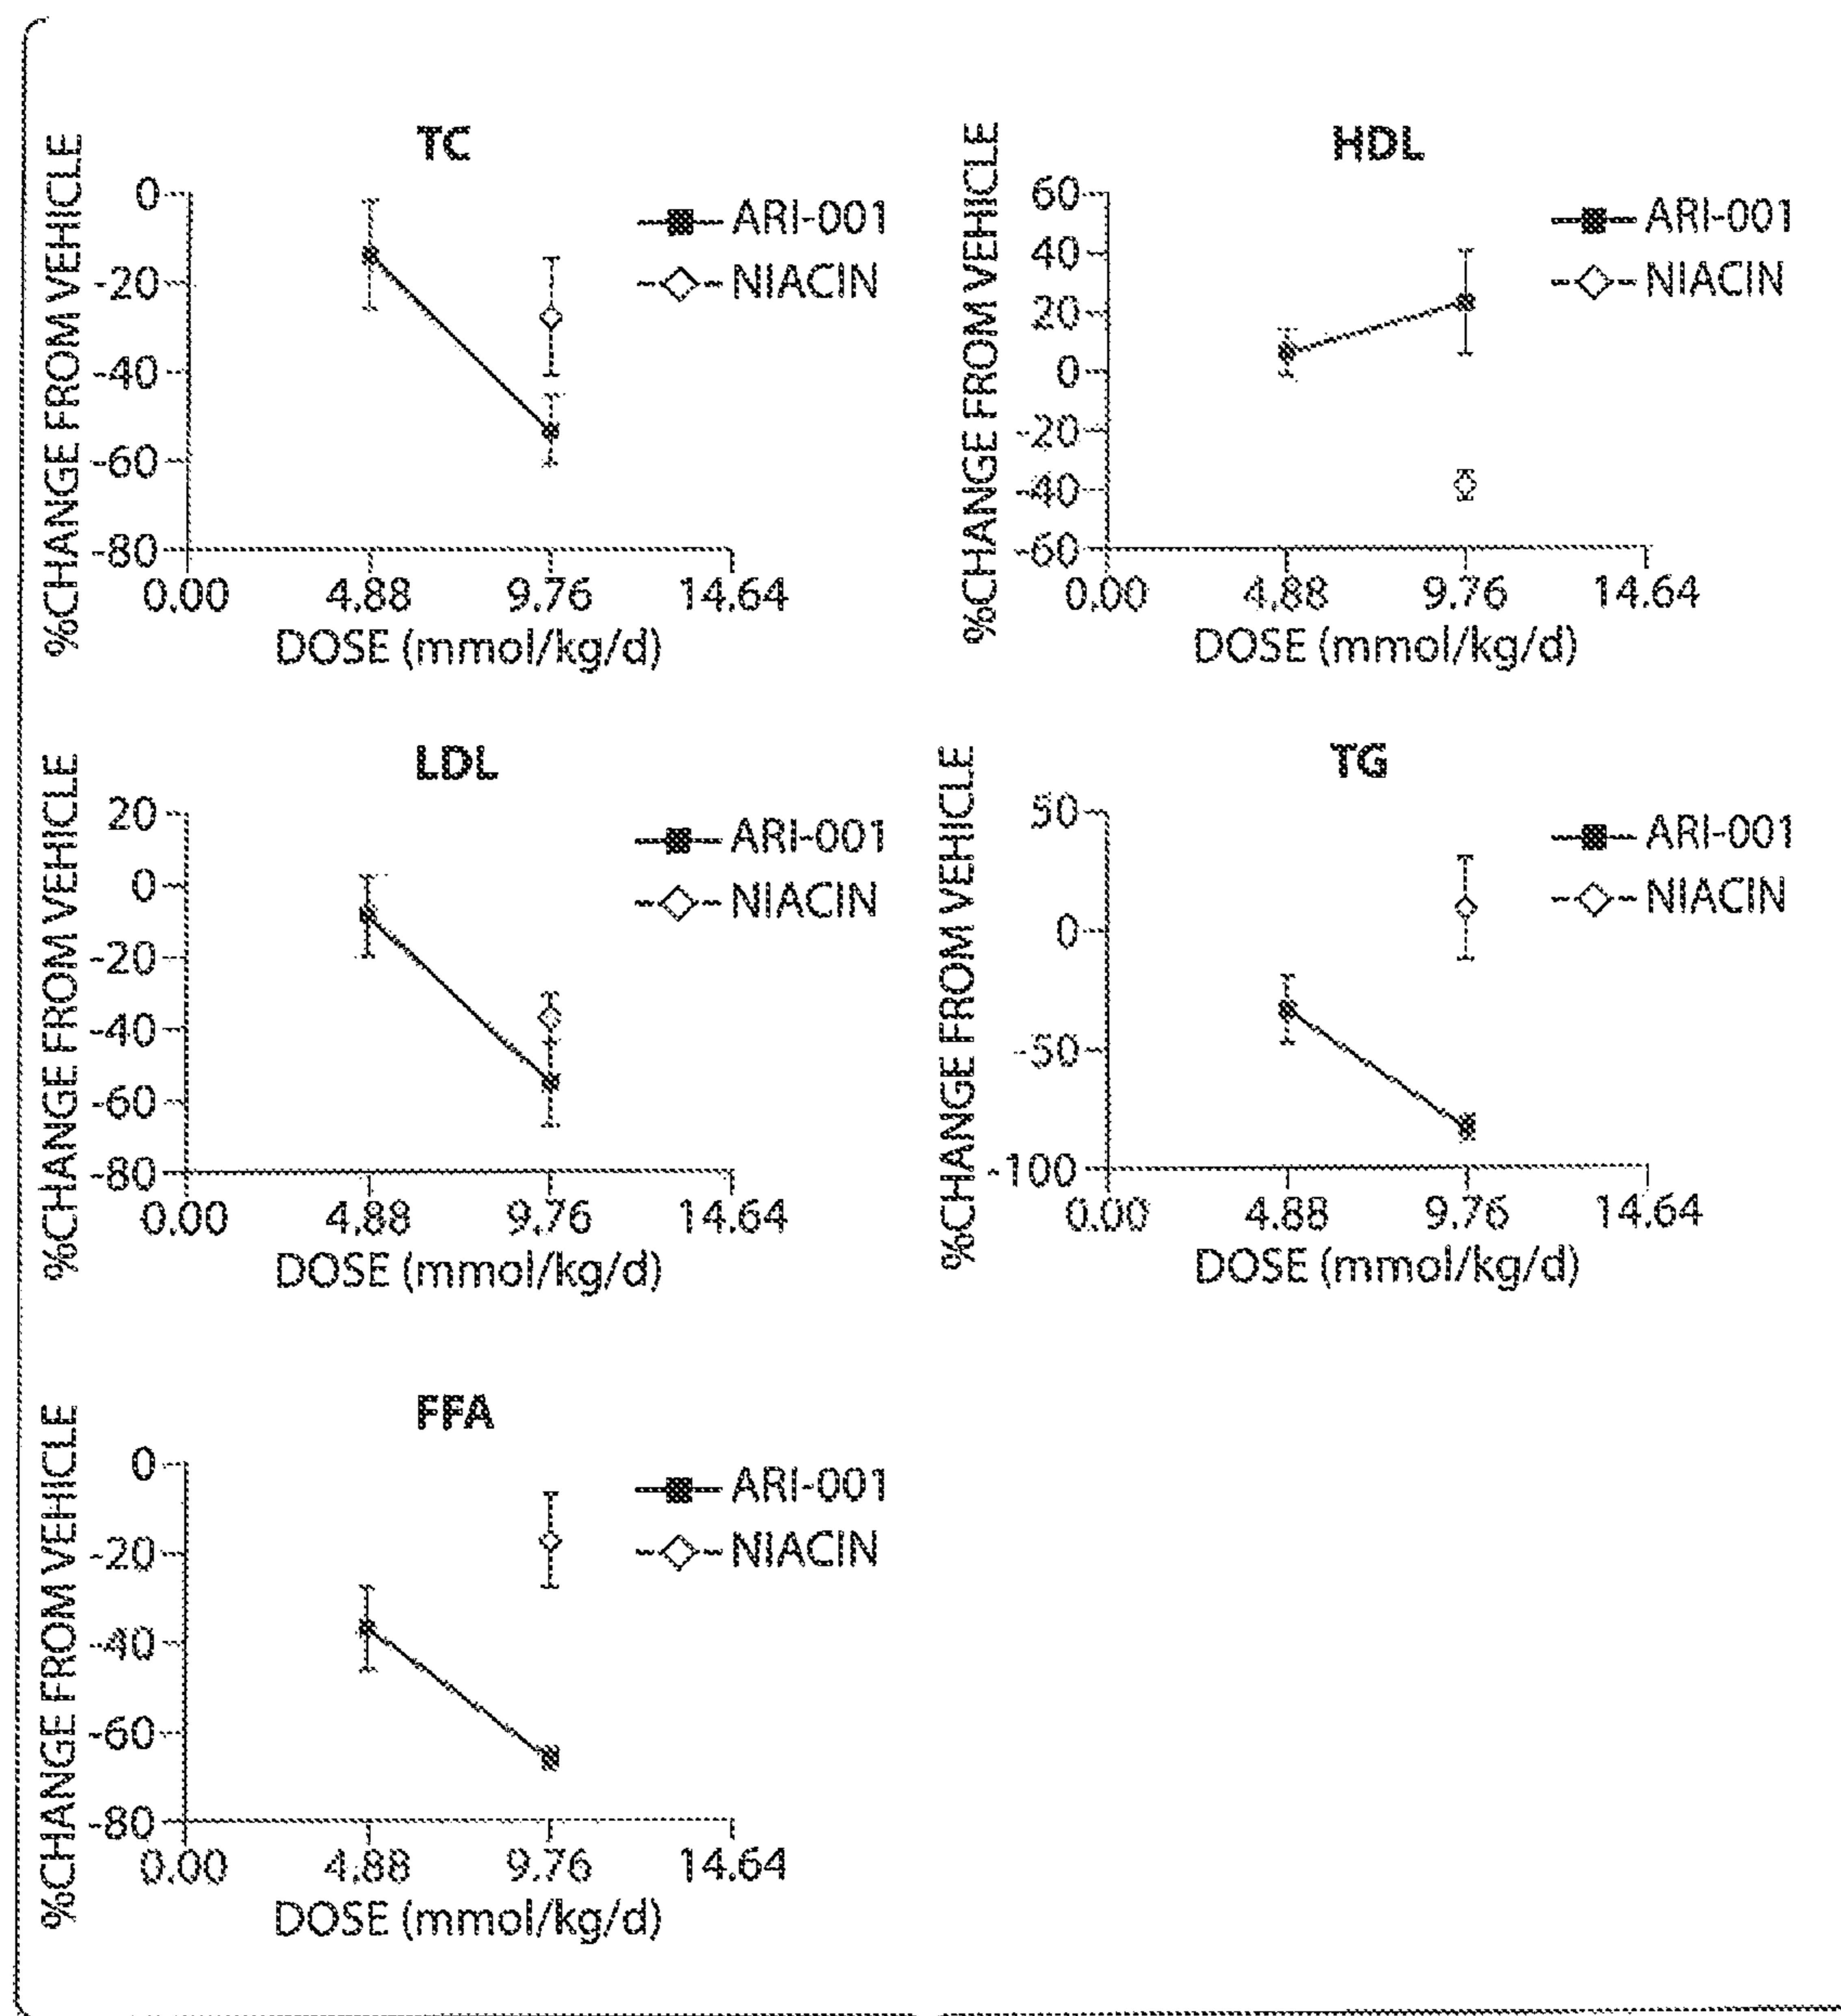 TC
%CHANGE FROM VEHICLE
0
-20
-40
-60
-80
0.00 4.88 9.76 14.64
DOSE (mmol/kg/d)
ARI-001
NIACIN
HDL
%CHANGE FROM VEHICLE
60
40
20
0
-20
-40
-60
0.00 4.88 9.76 14.64
DOSE (mmol/kg/d)
ARI-001
NIACIN
LDL
%CHANGE FROM VEHICLE
20
0
-20
-40
-60
-80
0.00 4.88 9.76 14.64
DOSE (mmol/kg/d)
ARI-001
NIACIN
TG
%CHANGE FROM VEHICLE
50
0
-50
-100
0.00 4.88 9.76 14.64
DOSE (mmol/kg/d)
ARI-001
NIACIN
FFA
%CHANGE FROM VEHICLE
0
-20
-40
-60
-80
0.00 4.88 9.76 14.64
DOSE (mmol/kg/d)
ARI-001
NIACIN